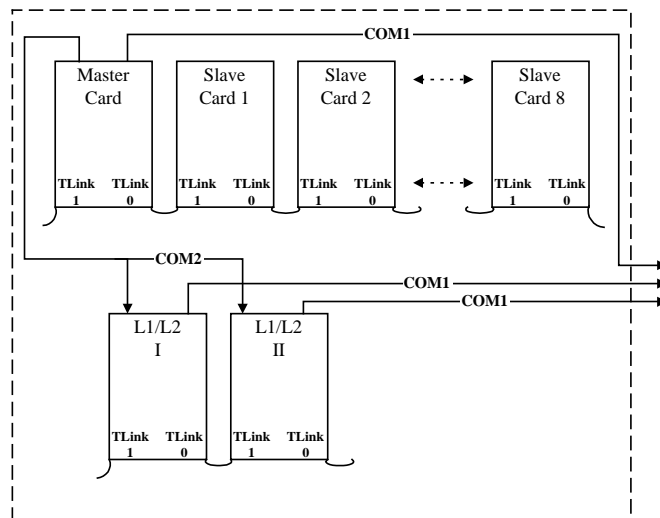 COM1
Master
Card
Slave
Card 1
Slave
Card 2
Slave
Card 8
TLink TLink
1 0
TLink TLink
1 0
TLink TLink
1 0
TLink TLink
1 0
COM2
COM1
COM1
L1/L2
I
L1/L2
II
TLink TLink
1 0
TLink TLink
1 0